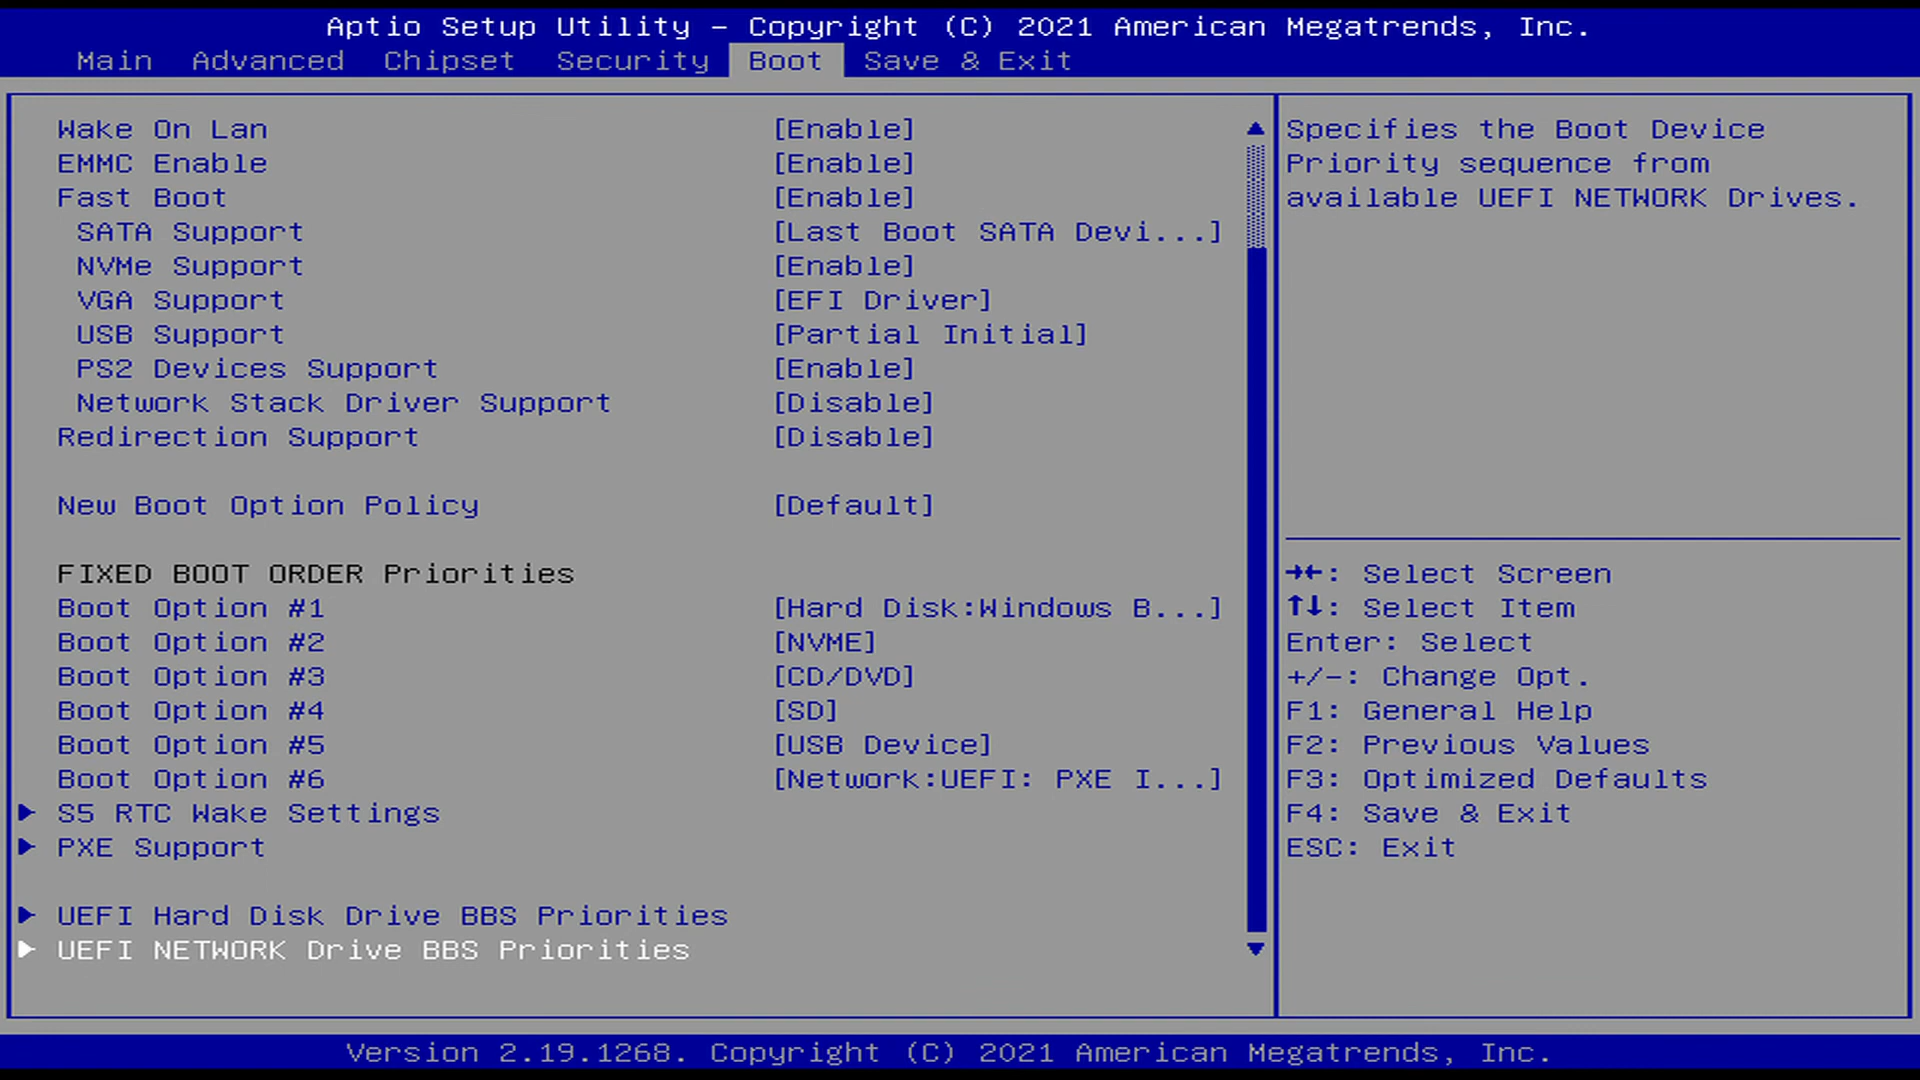 Aptio Setup Utility – Copyright (C) 2021 American Megatrends, Inc.
Main Advanced Chipset Security Boot Save & Exit
Wake On Lan [Enable]
EMMC Enable [Enable]
Fast Boot [Enable]
SATA Support [Last Boot SATA Devi...]
NVMe Support [Enable]
VGA Support [EFI Driver]
USB Support [Partial Initial]
PS2 Devices Support [Enable]
Network Stack Driver Support [Disable]
Redirection Support [Disable]
New Boot Option Policy [Default]
FIXED BOOT ORDER Priorities
Boot Option #1 [Hard Disk:Windows B...]
Boot Option #2 [NVME]
Boot Option #3 [CD/DVD]
Boot Option #4 [SD]
Boot Option #5 [USB Device]
Boot Option #6 [Network:UEFI: PXE I...]
S5 RTC Wake Settings
PXE Support
UEFI Hard Disk Drive BBS Priorities
UEFI NETWORK Drive BBS Priorities
Specifies the Boot Device
Priority sequence from
available UEFI NETWORK Drives.
→←: Select Screen
↑↓: Select Item
Enter: Select
+/-: Change Opt.
F1: General Help
F2: Previous Values
F3: Optimized Defaults
F4: Save & Exit
ESC: Exit
Version 2.19.1268. Copyright (C) 2021 American Megatrends, Inc.